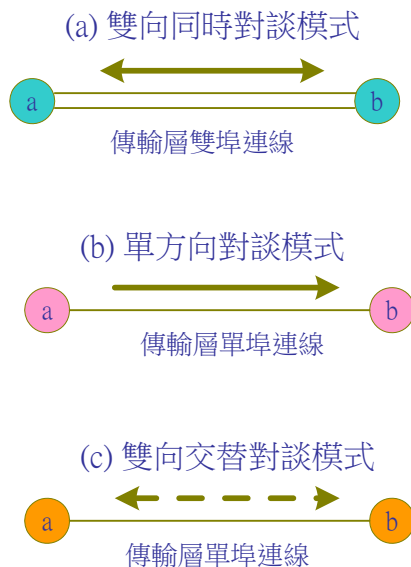 (a) 雙向同時對談模式
a b
傳輸層雙埠連線
(b) 單方向對談模式
a b
傳輸層單埠連線
(c) 雙向交替對談模式
a b
傳輸層單埠連線